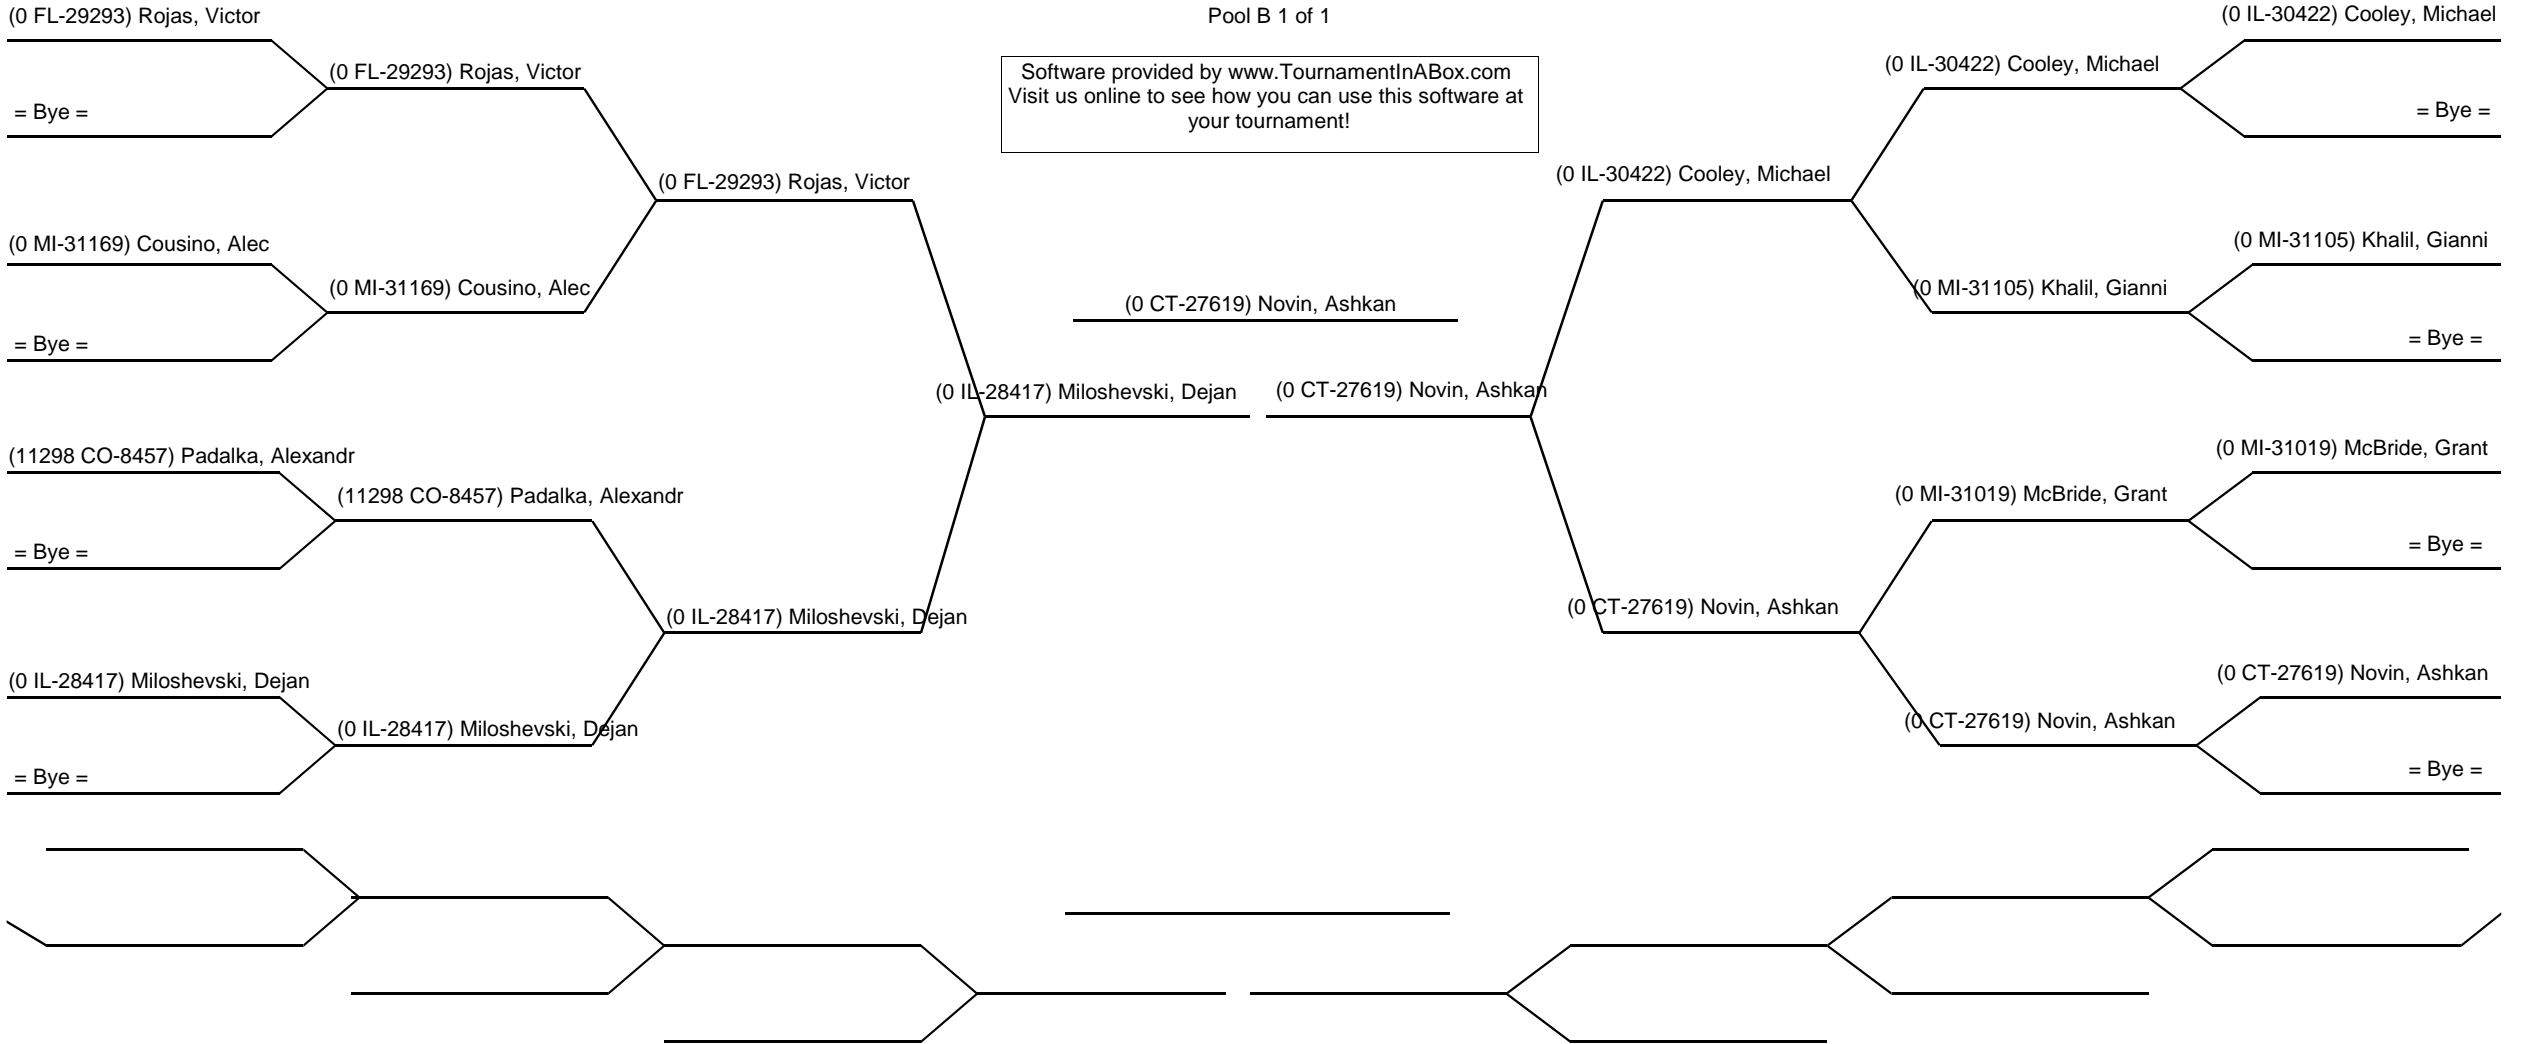 (0 FL-29293) Rojas, Victor
Pool B 1 of 1
(0 IL-30422) Cooley, Michael
Software provided by www.TournamentInABox.com
Visit us online to see how you can use this software at
your tournament!
(0 FL-29293) Rojas, Victor
(0 IL-30422) Cooley, Michael
= Bye =
= Bye =
(0 FL-29293) Rojas, Victor
(0 IL-30422) Cooley, Michael
(0 MI-31169) Cousino, Alec
(0 MI-31105) Khalil, Gianni
(0 MI-31169) Cousino, Alec
(0 MI-31105) Khalil, Gianni
(0 CT-27619) Novin, Ashkan
= Bye =
= Bye =
(0 IL-28417) Miloshevski, Dejan
(0 CT-27619) Novin, Ashkan
(11298 CO-8457) Padalka, Alexandr
(0 MI-31019) McBride, Grant
(11298 CO-8457) Padalka, Alexandr
(0 MI-31019) McBride, Grant
= Bye =
= Bye =
(0 IL-28417) Miloshevski, Dejan
(0 CT-27619) Novin, Ashkan
(0 IL-28417) Miloshevski, Dejan
(0 CT-27619) Novin, Ashkan
(0 IL-28417) Miloshevski, Dejan
(0 CT-27619) Novin, Ashkan
= Bye =
= Bye =